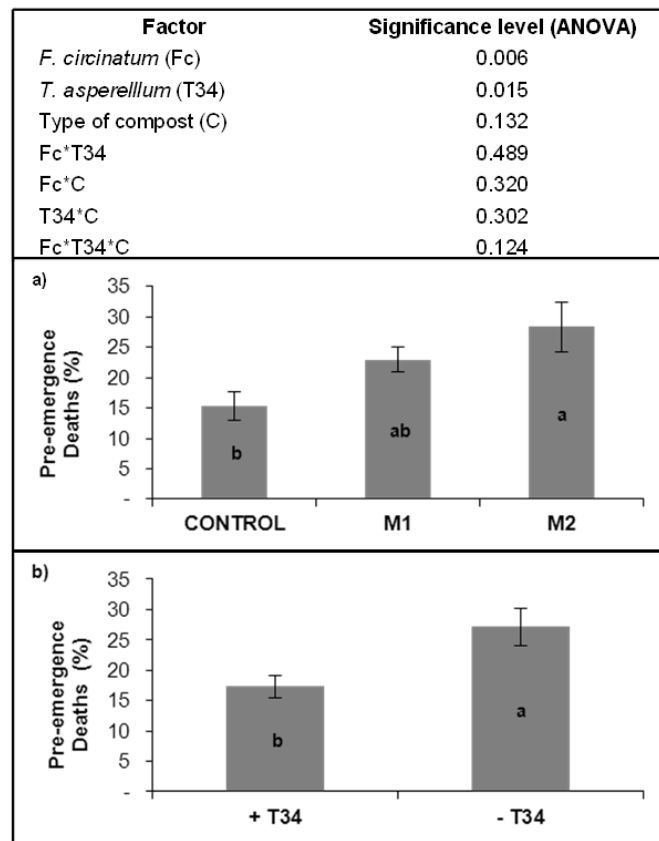 Factor Significance level (ANOVA)
F. circinatum (Fc) 0.006
T. asperelllum (T34) 0.015
Type of compost (C) 0.132
Fc*T34 0.489
Fc*C 0.320
T34*C 0.302
Fc*T34*C 0.124
a)
Pre-emergence
Deaths (%)
35
30
25
20
15
10
5
-
b
ab
a
CONTROL M1 M2
b)
Pre-emergence
Deaths (%)
35
30
25
20
15
10
5
-
b
a
+ T34 - T34